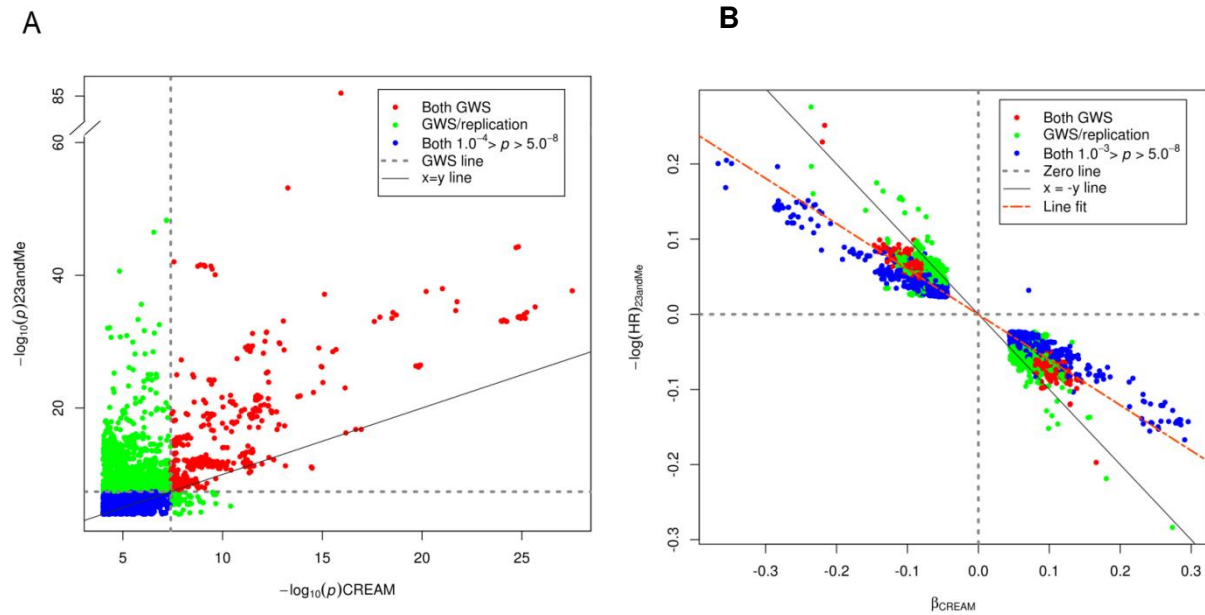 A
85
60
40
20
−log10(p)23andMe
Both GWS
GWS/replication
Both 1.0⁻⁴> p > 5.0⁻⁸
GWS line
x=y line
5 10 15 20 25
−log10(p)CREAM
B
0.2
0.1
0.0
-0.1
-0.2
-0.3
−log(HR)23andMe
Both GWS
GWS/replication
Both 1.0⁻³> p > 5.0⁻⁸
Zero line
x = -y line
Line fit
-0.3 -0.2 -0.1 0.0 0.1 0.2 0.3
βCREAM